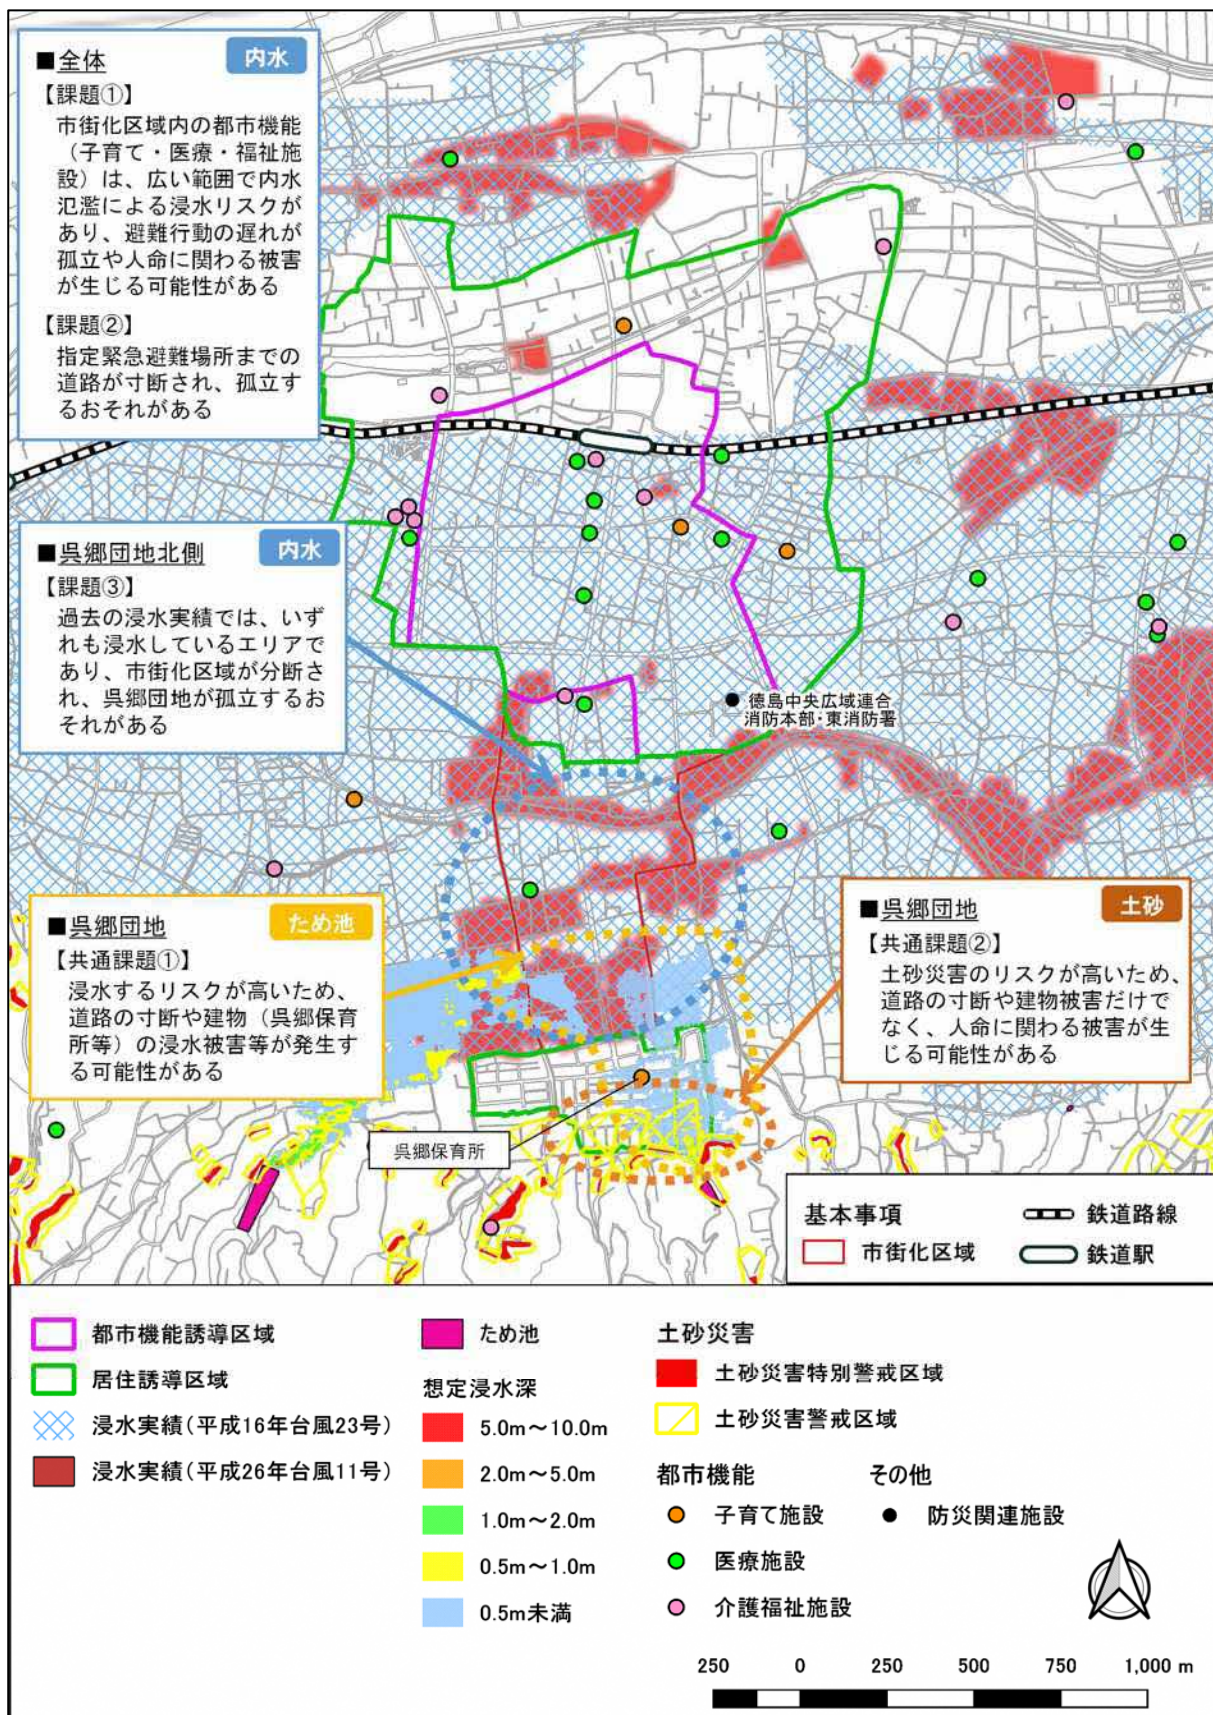 ■全体
内水
【課題①】
市街化区域内の都市機能
（子育て・医療・福祉施
設）は、広い範囲で内水
氾濫による浸水リスクが
あり、避難行動の遅れが
孤立や人命に関わる被害
が生じる可能性がある
【課題②】
指定緊急避難場所までの
道路が寸断され、孤立す
るおそれがある
■呉郷団地北側
内水
【課題③】
過去の浸水実績では、いず
れも浸水しているエリアで
あり、市街化区域が分断さ
れ、呉郷団地が孤立するお
それがある
徳島中央広域連合
消防本部・東消防署
■呉郷団地
ため池
【共通課題①】
浸水するリスクが高いため、
道路の寸断や建物（呉郷保育
所等）の浸水被害等が発生す
る可能性がある
■呉郷団地
土砂
【共通課題②】
土砂災害のリスクが高いため、
道路の寸断や建物被害だけで
なく、人命に関わる被害が生
じる可能性がある
呉郷保育所
基本事項
市街化区域
鉄道路線
鉄道駅
都市機能誘導区域
居住誘導区域
浸水実績(平成16年台風23号)
浸水実績(平成26年台風11号)
ため池
想定浸水深
5.0m～10.0m
2.0m～5.0m
1.0m～2.0m
0.5m～1.0m
0.5m未満
土砂災害
土砂災害特別警戒区域
土砂災害警戒区域
都市機能
子育て施設
医療施設
介護福祉施設
その他
防災関連施設
250 0 250 500 750 1,000 m